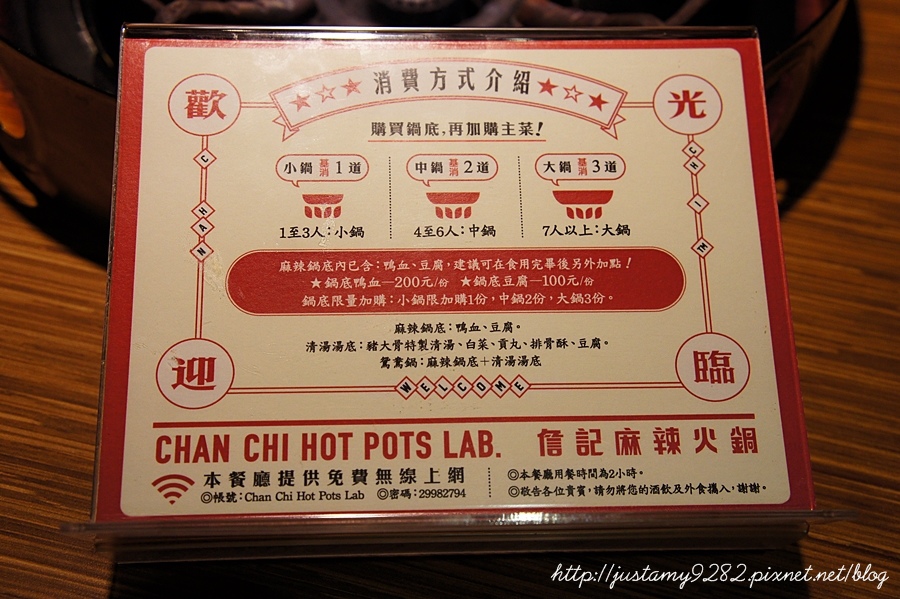 消費方式介紹
歡 光
購買鍋底，再加購主菜！
小鍋 基消 1道 中鍋 基消 2道 大鍋 基消 3道
1至3人：小鍋 4至6人：中鍋 7人以上：大鍋
CHAN
CHI MI
麻辣鍋底內已含：鴨血、豆腐，建議可在食用完畢後另外加點！
★鍋底鴨血—200元/份 ★鍋底豆腐—100元/份
鍋底限量加購：小鍋限加購1份，中鍋2份，大鍋3份。
麻辣鍋底：鴨血、豆腐。
清湯湯底：豬大骨特製清湯、白菜、貢丸、排骨酥、豆腐。
鴛鴦鍋：麻辣鍋底＋清湯湯底
迎 臨
WELCOME
CHAN CHI HOT POTS LAB. 詹記麻辣火鍋
本餐廳提供免費無線上網
◎帳號：Chan Chi Hot Pots Lab ◎密碼：29982794
◎本餐廳用餐時間為2小時。
◎敬告各位貴賓，請勿將您的酒飲及外食攜入，謝謝。
http://justamy9282.pixnet.net/blog